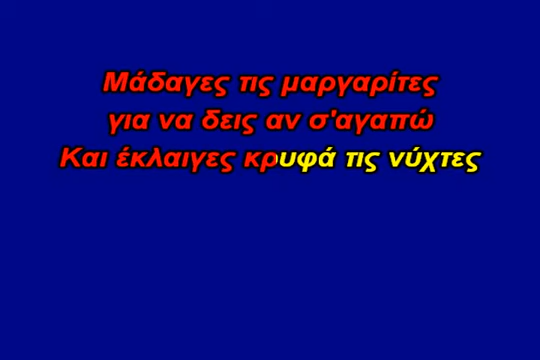 Μάδαγες τις μαργαρίτες
για να δεις αν σ'αγαπώ
Και έκλαιγες κρυφά τις νύχτες